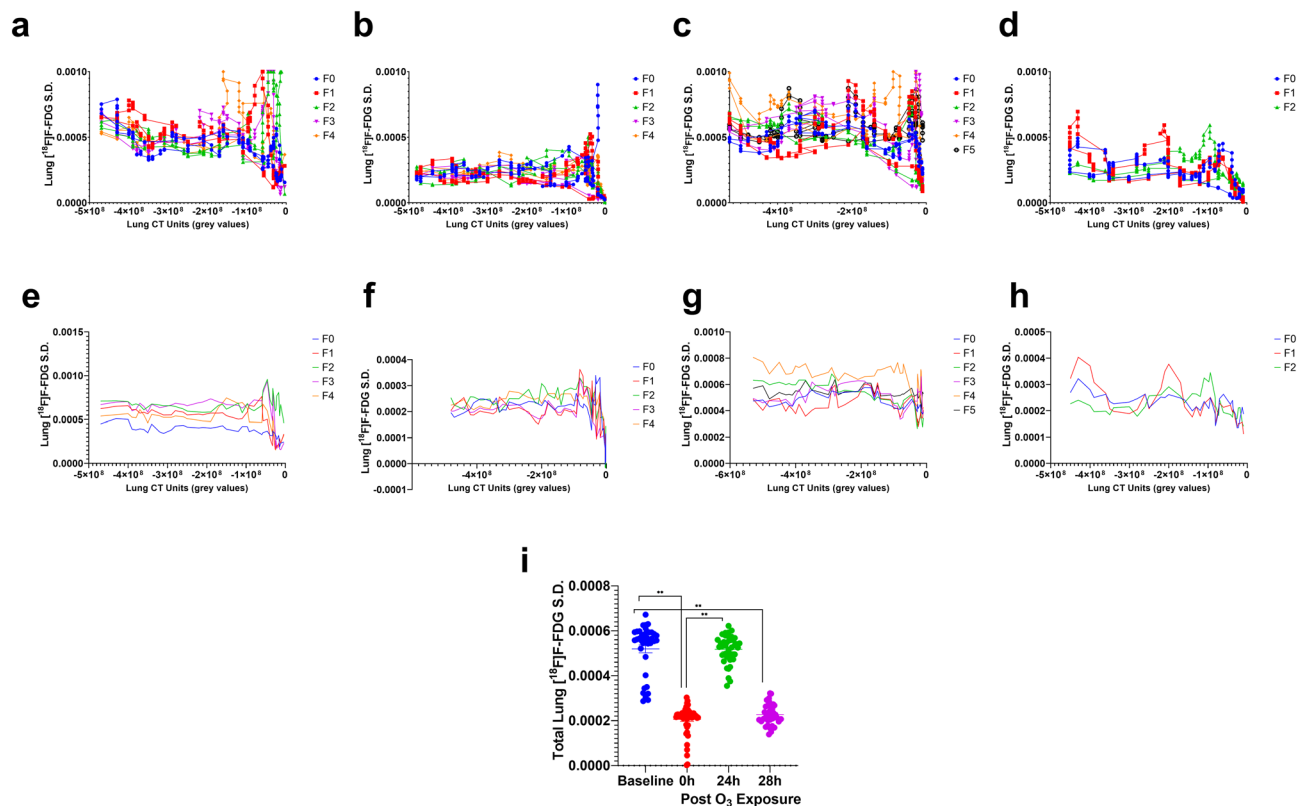 a
b
c
d
Lung [¹⁸F]F-FDG S.D.
0.0010
0.0005
0.0000
-5×10⁸
-4×10⁸
-3×10⁸
-2×10⁸
-1×10⁸
0
Lung CT Units (grey values)
F0
F1
F2
F3
F4
Lung [¹⁸F]F-FDG S.D.
0.0010
0.0005
0.0000
-5×10⁸
-4×10⁸
-3×10⁸
-2×10⁸
-1×10⁸
0
Lung CT Units (grey values)
F0
F1
F2
F3
F4
Lung [¹⁸F]F-FDG S.D.
0.0010
0.0005
0.0000
-4×10⁸
-2×10⁸
0
Lung CT Units (grey values)
F0
F1
F2
F3
F4
F5
Lung [¹⁸F]F-FDG S.D.
0.0010
0.0005
0.0000
-5×10⁸
-4×10⁸
-3×10⁸
-2×10⁸
-1×10⁸
0
Lung CT Units (grey values)
F0
F1
F2
e
f
g
h
Lung [¹⁸F]F-FDG S.D.
0.0015
0.0010
0.0005
0.0000
-5×10⁸
-4×10⁸
-3×10⁸
-2×10⁸
-1×10⁸
0
Lung CT Units (grey values)
F0
F1
F2
F3
F4
Lung [¹⁸F]F-FDG S.D.
0.0004
0.0003
0.0002
0.0001
0.0000
-0.0001
-4×10⁸
-2×10⁸
0
Lung CT Units (grey values)
F0
F1
F2
F3
F4
Lung [¹⁸F]F-FDG S.D.
0.0010
0.0008
0.0006
0.0004
0.0002
0.0000
-6×10⁸
-4×10⁸
-2×10⁸
0
Lung CT Units (grey values)
F0
F1
F2
F3
F4
F5
Lung [¹⁸F]F-FDG S.D.
0.0005
0.0004
0.0003
0.0002
0.0001
0.0000
-5×10⁸
-4×10⁸
-3×10⁸
-2×10⁸
-1×10⁸
0
Lung CT Units (grey values)
F0
F1
F2
i
Total Lung [¹⁸F]F-FDG S.D.
0.0008
0.0006
0.0004
0.0002
0.0000
**
**
**
Baseline 0h 24h 28h
Post O₃ Exposure